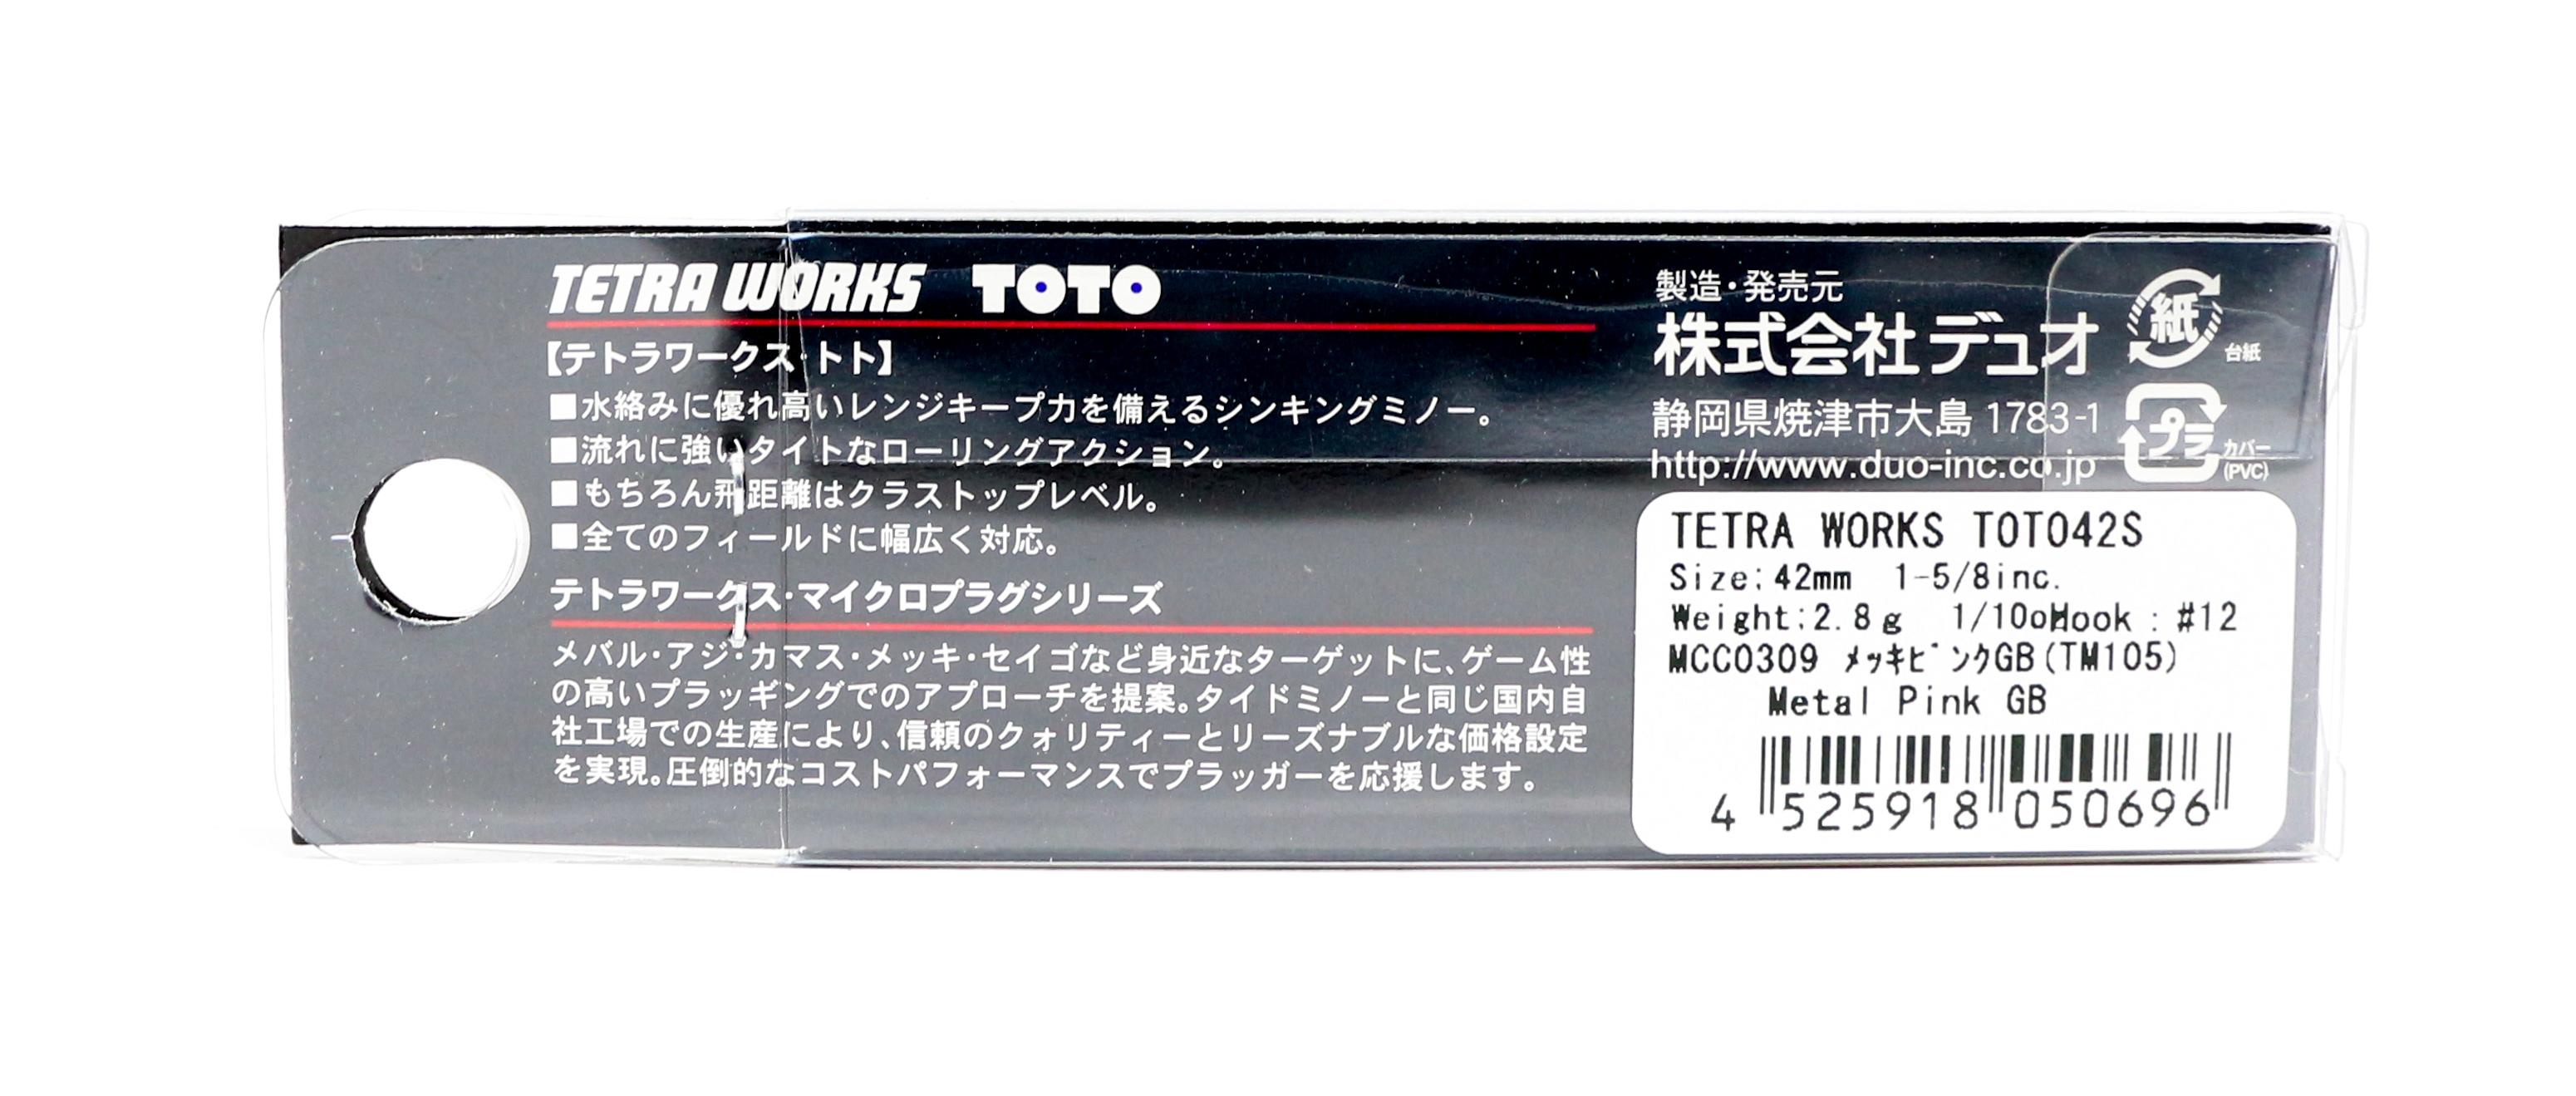 TETRA WORKS TOTO
【テトラワークス・トト】
■水絡みに優れ高いレンジキープ力を備えるシンキングミノー。
■流れに強いタイトなローリングアクション。
■もちろん飛距離はクラストップレベル。
■全てのフィールドに幅広く対応。
テトラワークス・マイクロプラグシリーズ
メバル・アジ・カマス・メッキ・セイゴなど身近なターゲットに、ゲーム性
の高いプラッギングでのアプローチを提案。タイドミノーと同じ国内自
社工場での生産により、信頼のクォリティーとリーズナブルな価格設定
を実現。圧倒的なコストパフォーマンスでプラッガーを応援します。
製造・発売元
株式会社デュオ
静岡県焼津市大島 1783-1
http://www.duo-inc.co.jp
紙
台紙
プラ
カバー
(PVC)
TETRA WORKS TOTO42S
Size:42mm 1-5/8inc.
Weight:2.8g 1/10oHook : #12
MCC0309 ﾒｯｷﾋﾟﾝｸGB(TM105)
Metal Pink GB
4 525918 050696